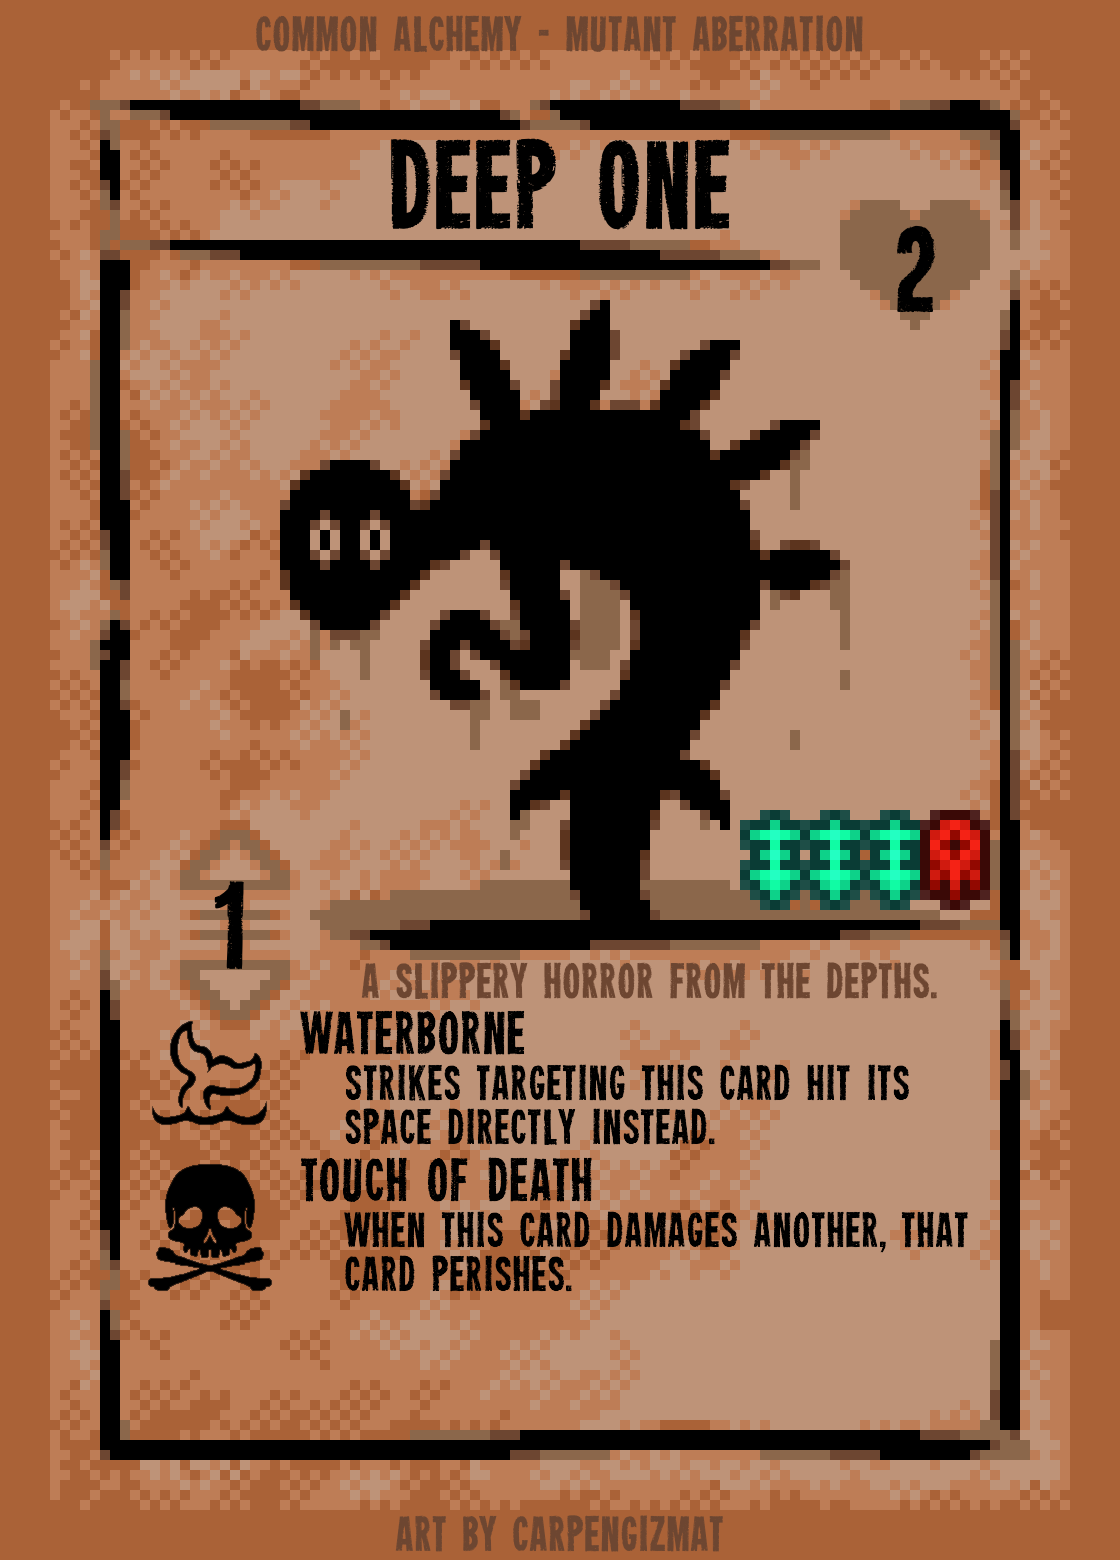 COMMON ALCHEMY - MUTANT ABERRATION
DEEP ONE
2
1
A SLIPPERY HORROR FROM THE DEPTHS.
WATERBORNE
STRIKES TARGETING THIS CARD HIT ITS
SPACE DIRECTLY INSTEAD.
TOUCH OF DEATH
WHEN THIS CARD DAMAGES ANOTHER, THAT
CARD PERISHES.
ART BY CARPENGIZMAT